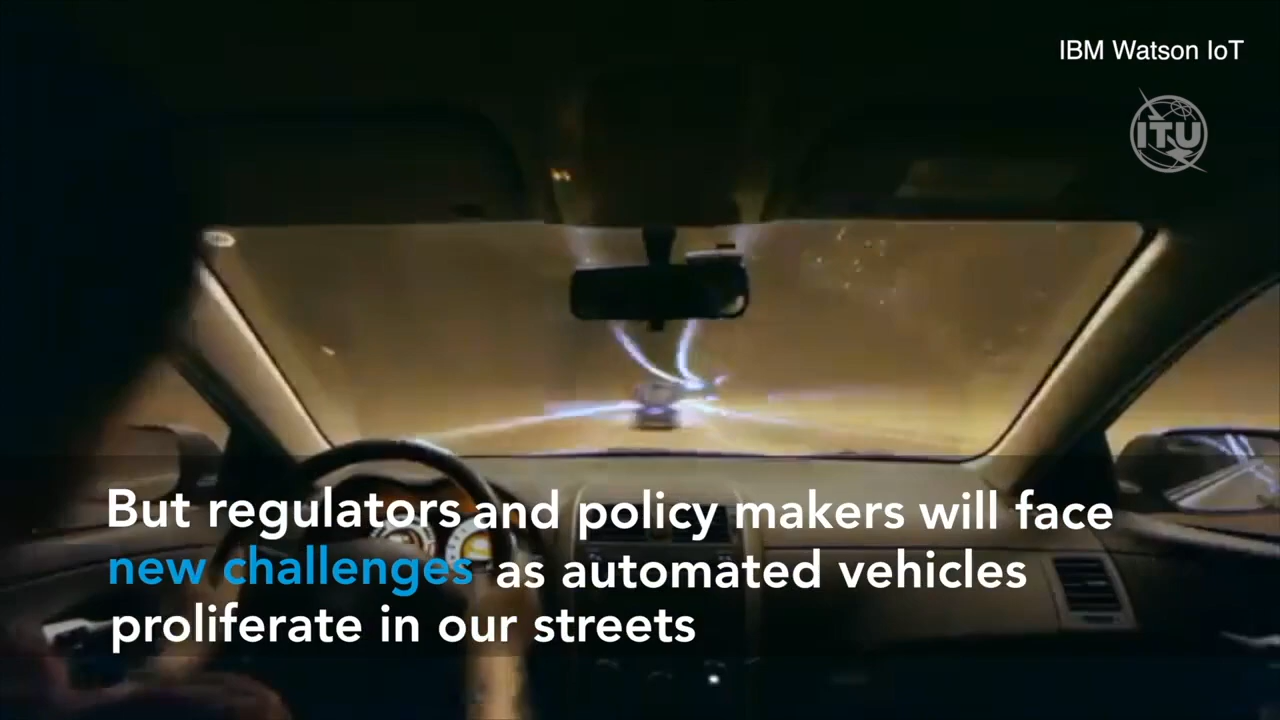 IBM Watson IoT
ITU
But regulators and policy makers will face
new challenges as automated vehicles
proliferate in our streets